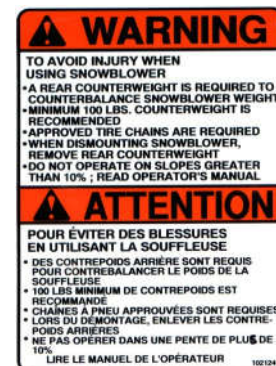 WARNING
TO AVOID INJURY WHEN
USING SNOWBLOWER
•A REAR COUNTERWEIGHT IS REQUIRED TO
COUNTERBALANCE SNOWBLOWER WEIGHT
•MINIMUM 100 LBS. COUNTERWEIGHT IS
RECOMMENDED
•APPROVED TIRE CHAINS ARE REQUIRED
•WHEN DISMOUNTING SNOWBLOWER,
REMOVE REAR COUNTERWEIGHT
•DO NOT OPERATE ON SLOPES GREATER
THAN 10% ; READ OPERATOR'S MANUAL
ATTENTION
POUR ÉVITER DES BLESSURES
EN UTILISANT LA SOUFFLEUSE
• DES CONTREPOIDS ARRIÈRE SONT REQUIS
POUR CONTREBALANCER LE POIDS DE LA
SOUFFLEUSE
• 100 LBS MINIMUM DE CONTREPOIDS EST
RECOMMANDÉ
• CHAÎNES À PNEU APPROUVÉES SONT REQUISES
• LORS DU DÉMONTAGE, ENLEVER LES CONTRE-
POIDS ARRIÈRES
• NE PAS OPÉRER DANS UNE PENTE DE PLUS DE
10%
LIRE LE MANUEL DE L'OPÉRATEUR
102124